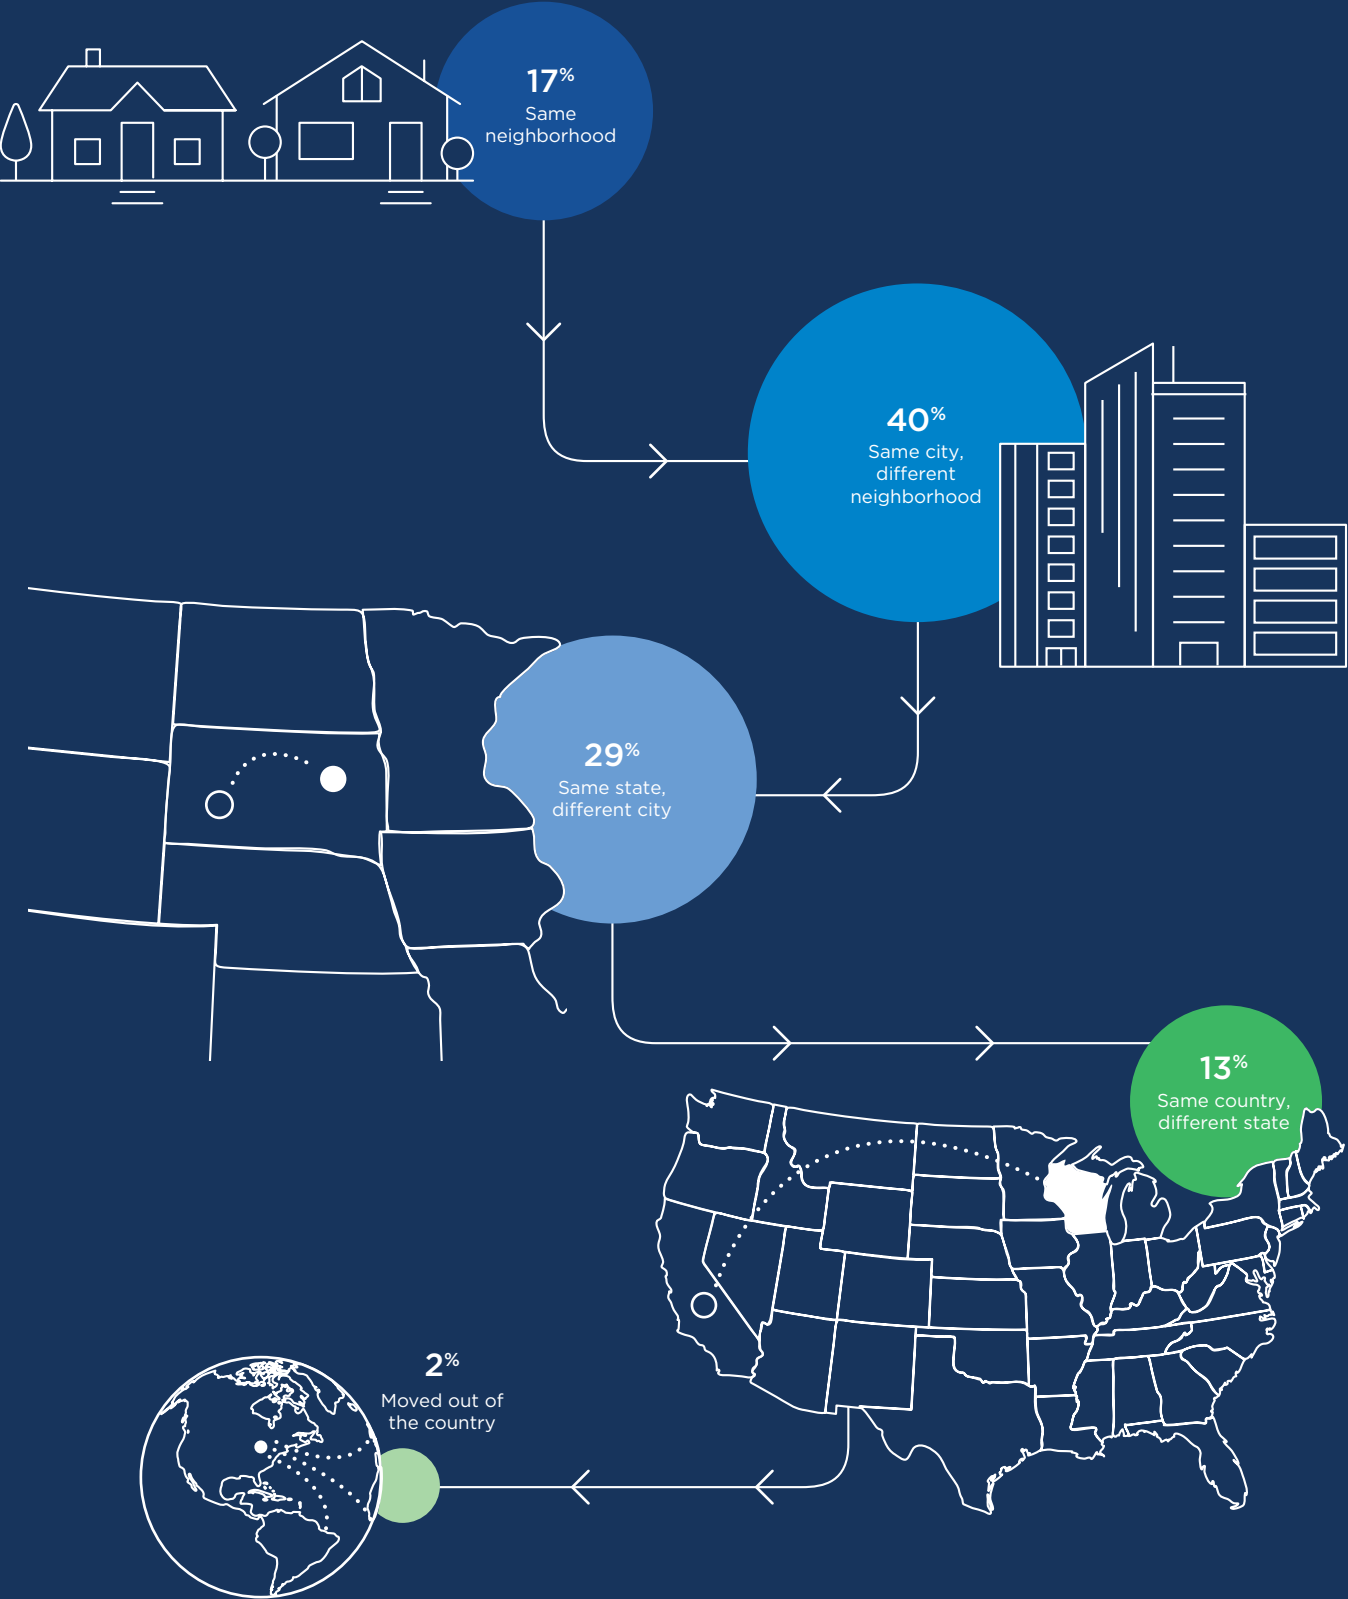 17%
Same
neighborhood
40%
Same city,
different
neighborhood
29%
Same state,
different city
13%
Same country,
different state
2%
Moved out of
the country